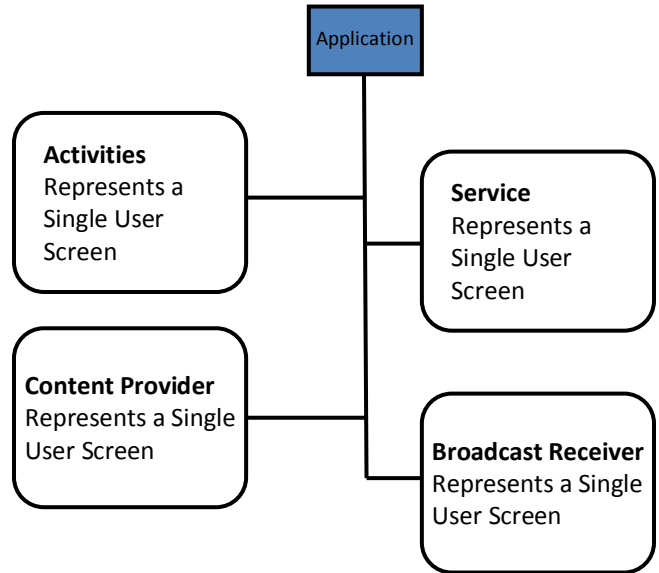 Application
Activities
Represents a
Single User
Screen
Service
Represents a
Single User
Screen
Content Provider
Represents a Single
User Screen
Broadcast Receiver
Represents a Single
User Screen